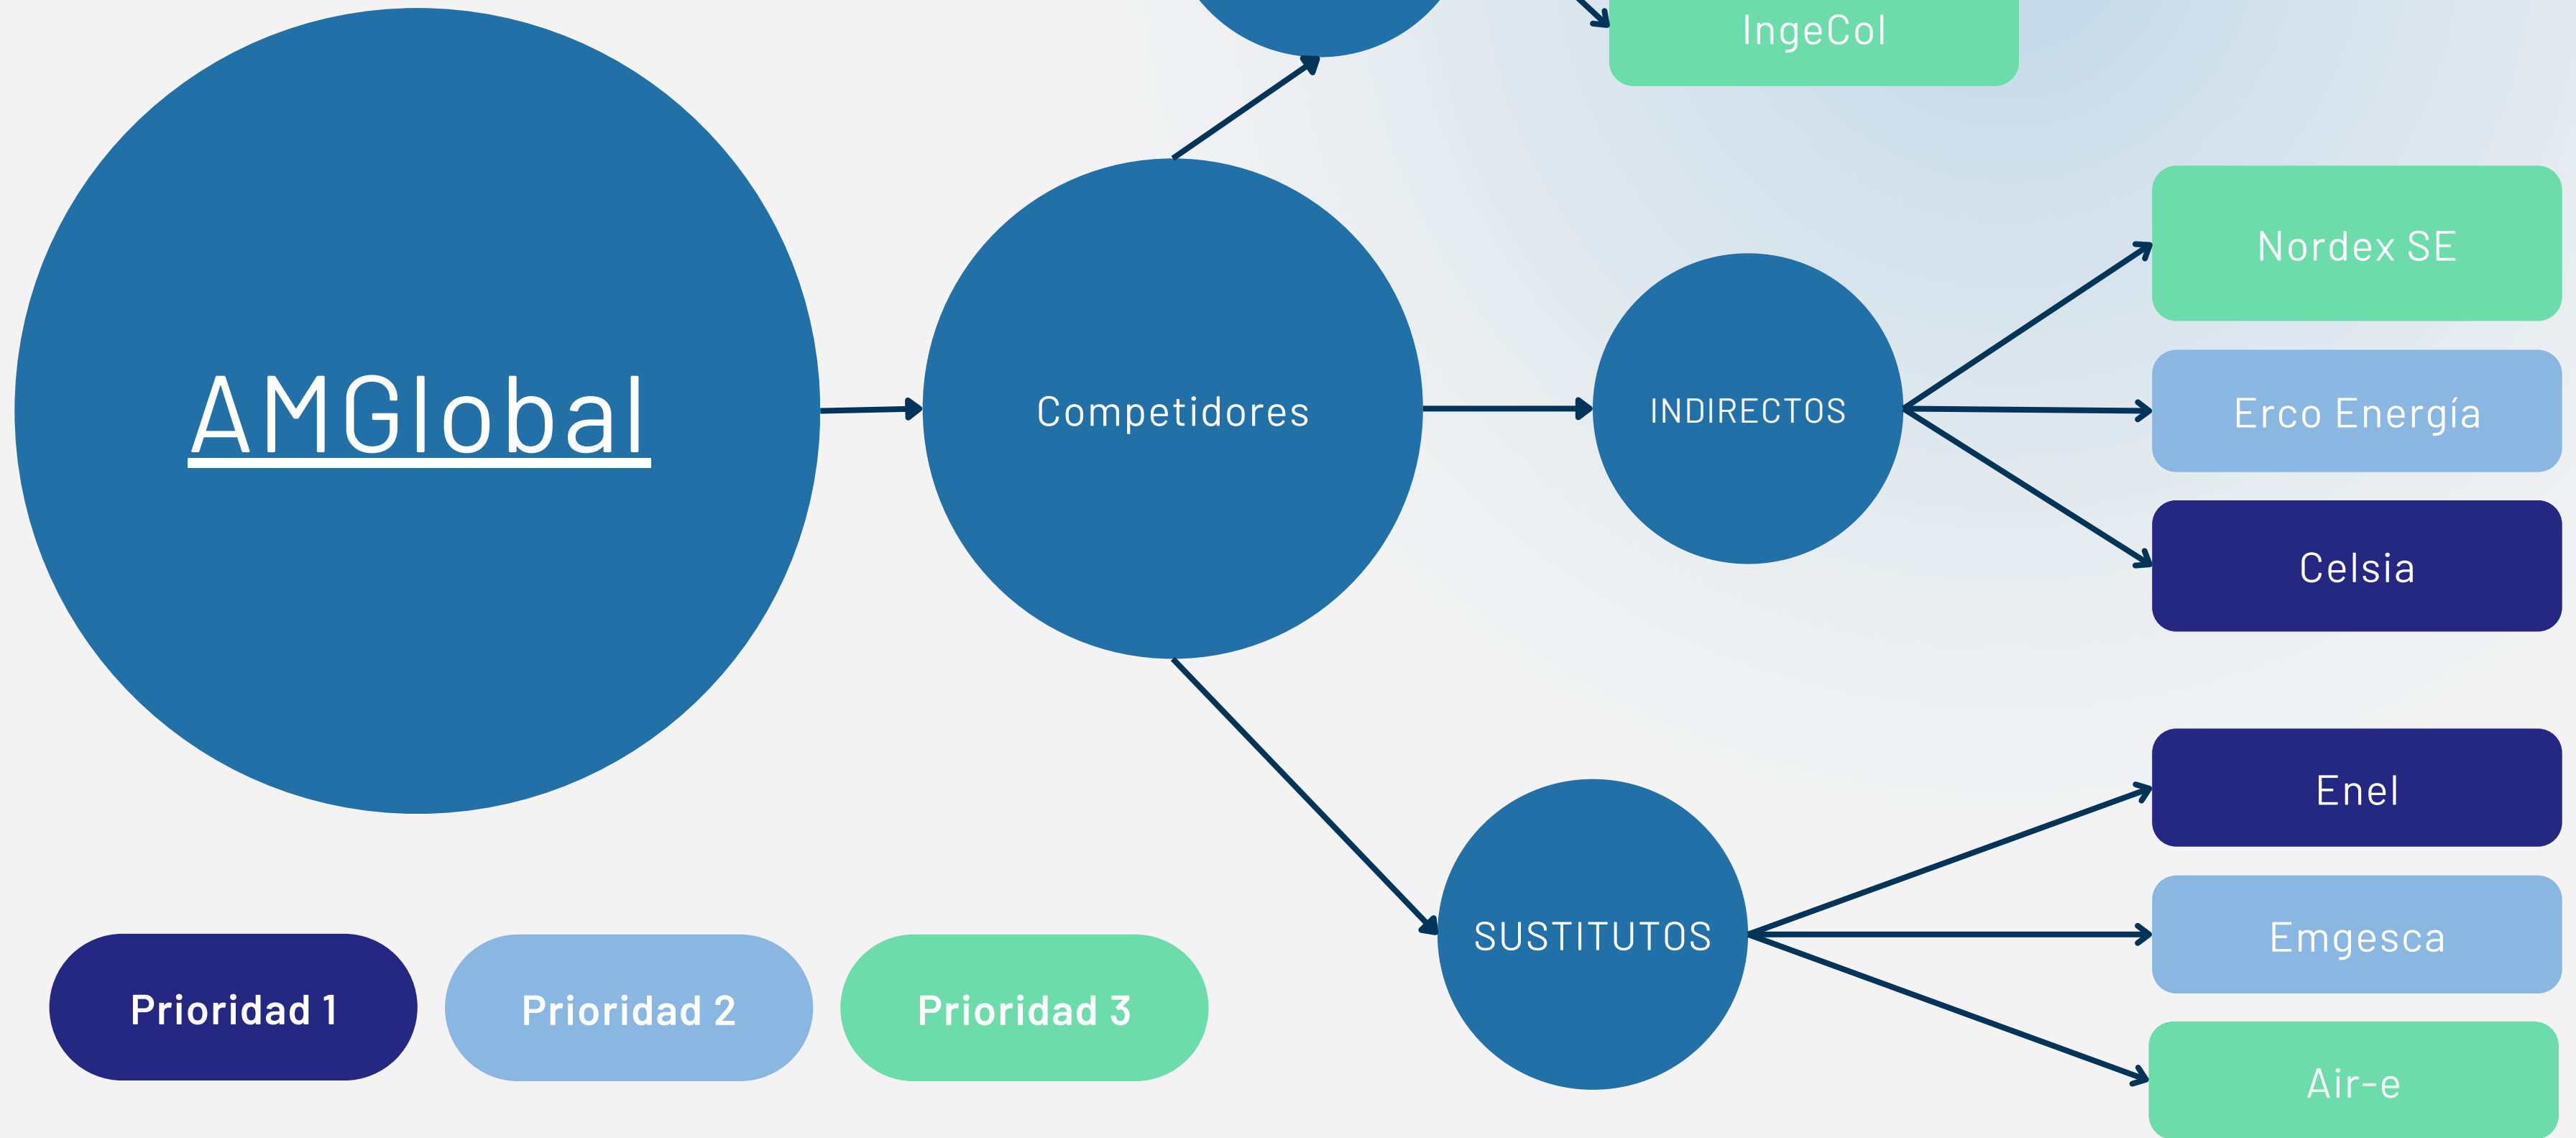 IngeCol
AMGlobal
Competidores
INDIRECTOS
Nordex SE
Erco Energía
Celsia
SUSTITUTOS
Enel
Emgesca
Air-e
Prioridad 1
Prioridad 2
Prioridad 3